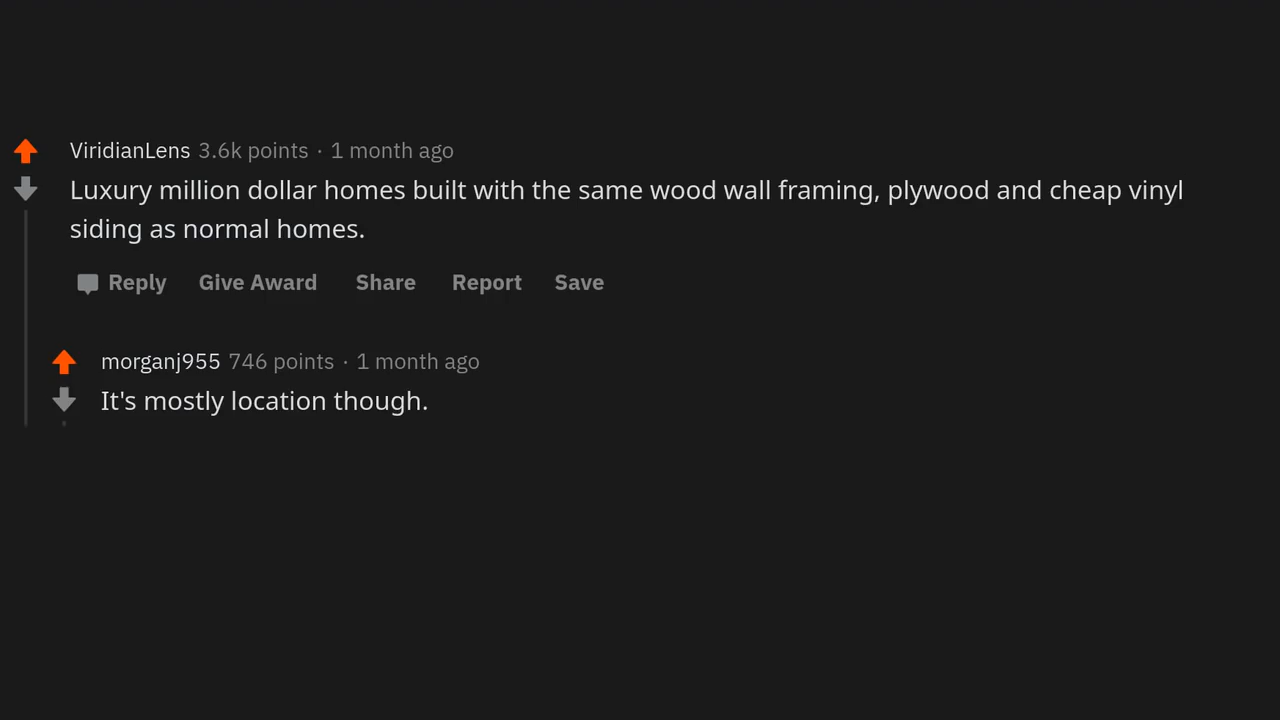 ViridianLens 3.6k points · 1 month ago
Luxury million dollar homes built with the same wood wall framing, plywood and cheap vinyl
siding as normal homes.
Reply Give Award Share Report Save
morganj955 746 points · 1 month ago
It's mostly location though.